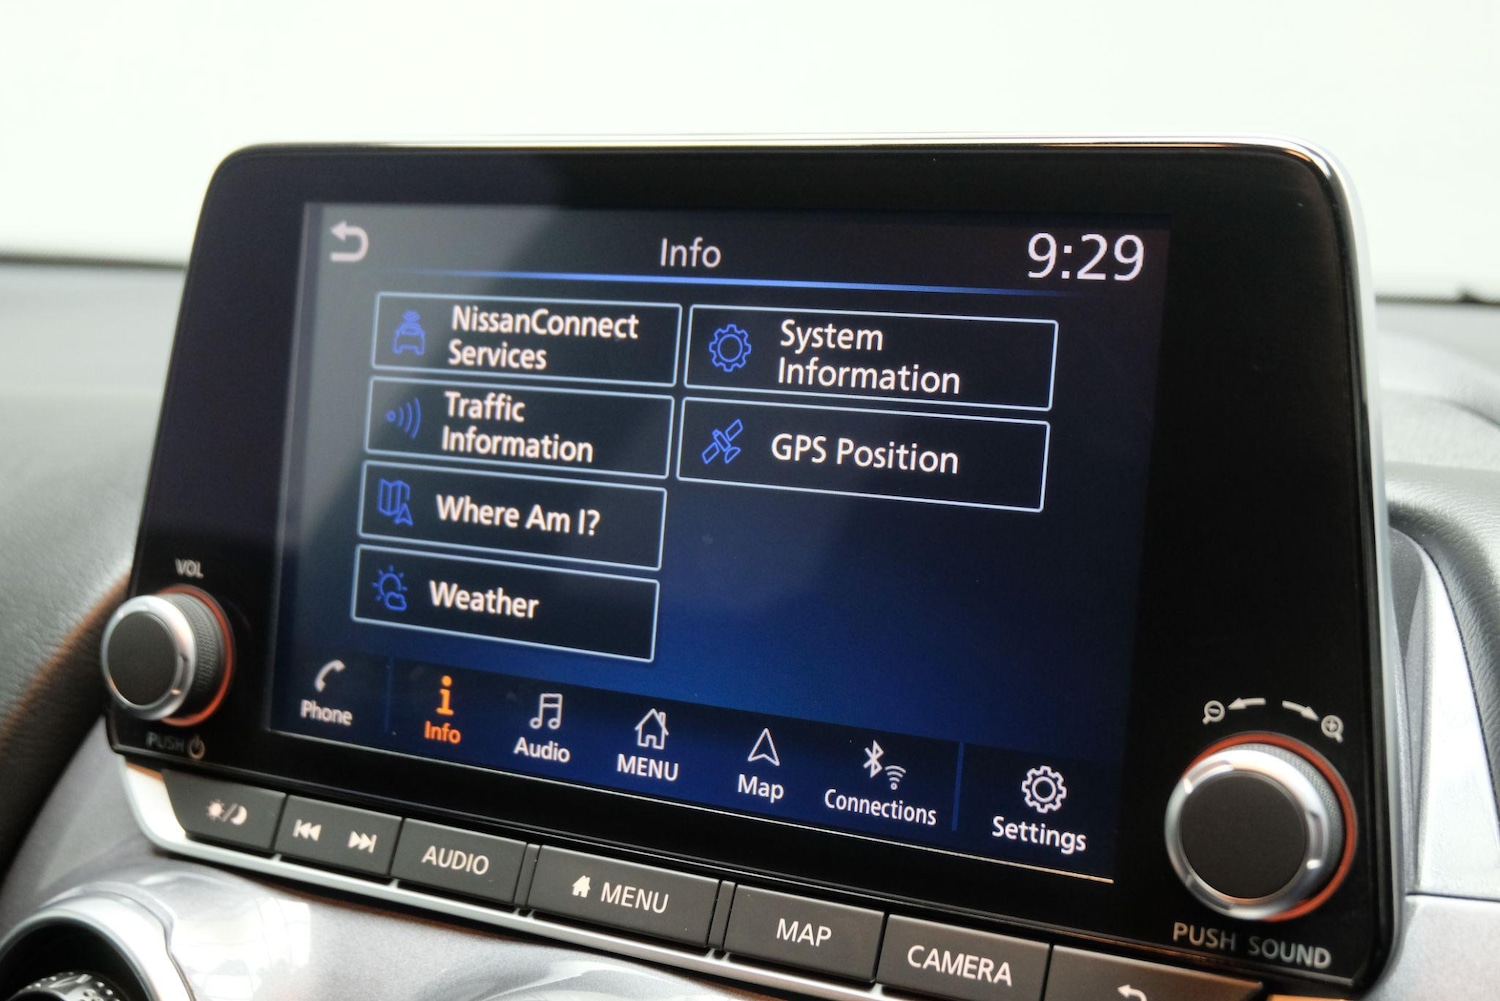 Info
9:29
NissanConnect
Services
System
Information
Traffic
Information
GPS Position
Where Am I?
Weather
Phone
Info
Audio
MENU
Map
Connections
Settings
VOL
PUSH
PUSH SOUND
AUDIO
MENU
MAP
CAMERA